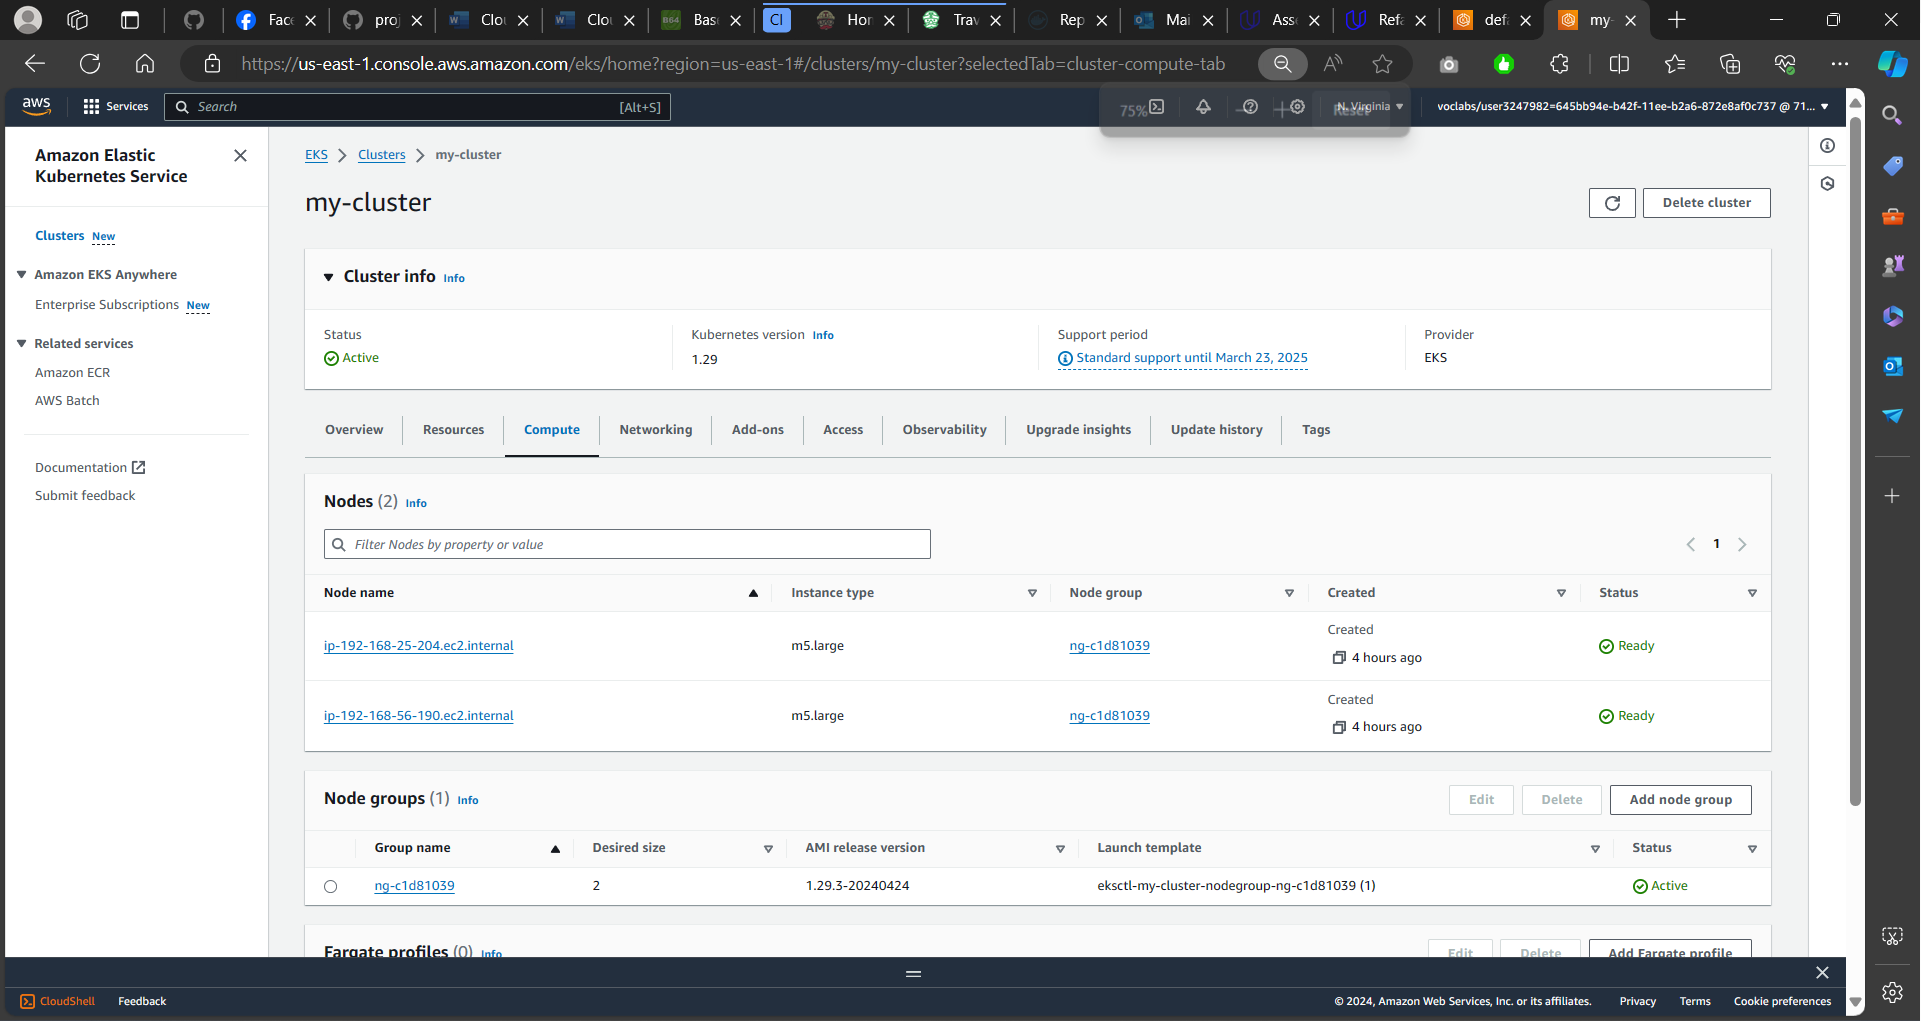 Face
proj
Clou
Clou
B64
Base
CI
Hon
Trav
Rep
Mai
Asse
Refa
defa
my-
https://us-east-1.console.aws.amazon.com/eks/home?region=us-east-1#/clusters/my-cluster?selectedTab=cluster-compute-tab
aws
Services
Search
[Alt+S]
75%
N. Virginia
Reset
voclabs/user3247982=645bb94e-b42f-11ee-b2a6-872e8af0c737 @ 71...
Amazon Elastic
Kubernetes Service
Clusters New
Amazon EKS Anywhere
Enterprise Subscriptions New
Related services
Amazon ECR
AWS Batch
Documentation
Submit feedback
EKS
Clusters
my-cluster
my-cluster
Delete cluster
Cluster info Info
Status
Active
Kubernetes version Info
1.29
Support period
Standard support until March 23, 2025
Provider
EKS
Overview
Resources
Compute
Networking
Add-ons
Access
Observability
Upgrade insights
Update history
Tags
Nodes (2) Info
Filter Nodes by property or value
1
Node name
Instance type
Node group
Created
Status
ip-192-168-25-204.ec2.internal
m5.large
ng-c1d81039
Created
4 hours ago
Ready
ip-192-168-56-190.ec2.internal
m5.large
ng-c1d81039
Created
4 hours ago
Ready
Node groups (1) Info
Edit
Delete
Add node group
Group name
Desired size
AMI release version
Launch template
Status
ng-c1d81039
2
1.29.3-20240424
eksctl-my-cluster-nodegroup-ng-c1d81039 (1)
Active
Fargate profiles (0) Info
Edit
Delete
Add Fargate profile
CloudShell
Feedback
© 2024, Amazon Web Services, Inc. or its affiliates.
Privacy
Terms
Cookie preferences